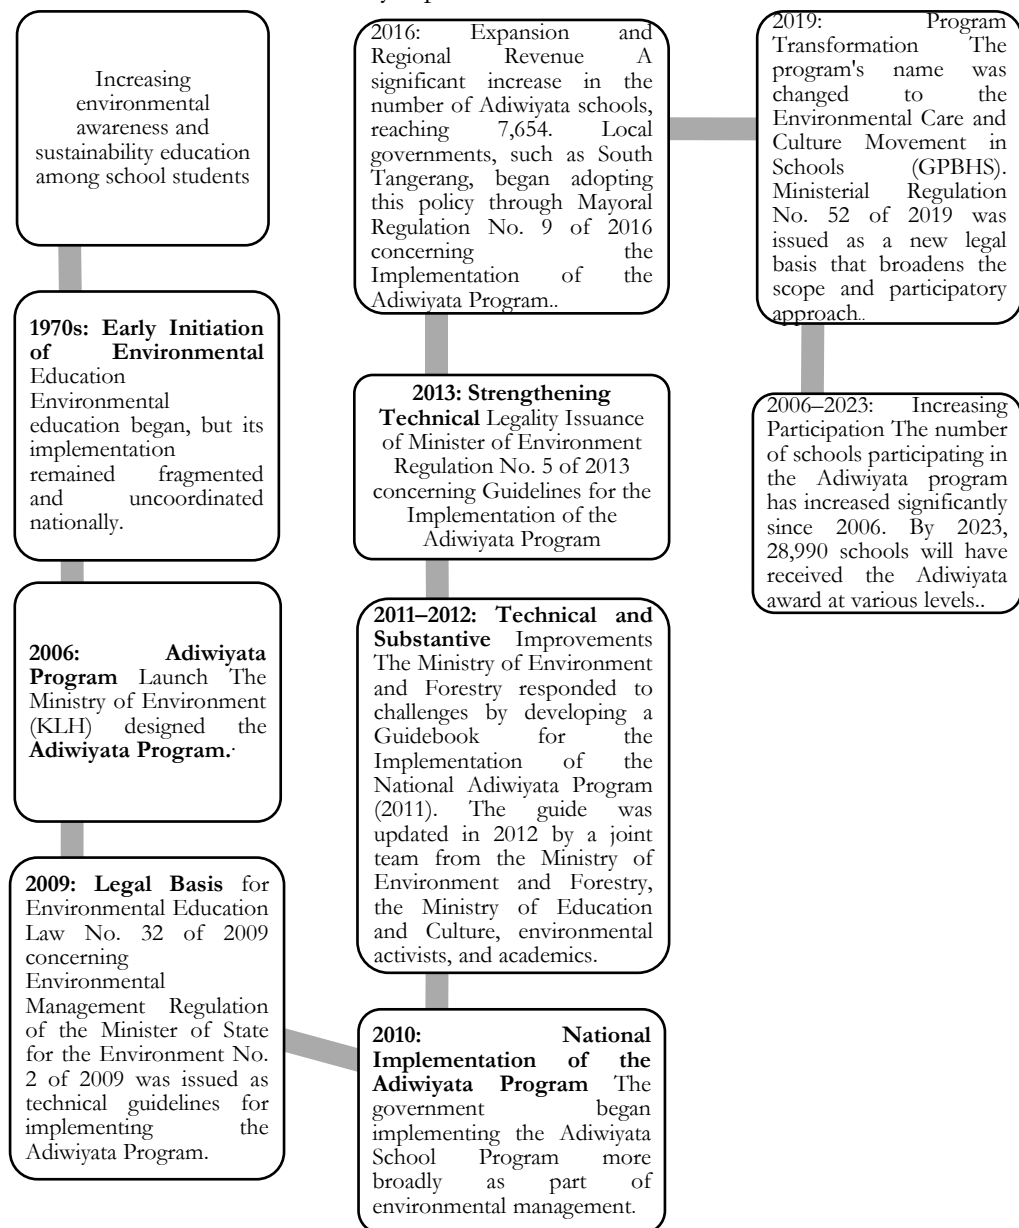 Increasing
environmental
awareness and
sustainability education
among school students
1970s: Early Initiation
of Environmental
Education
Environmental
education began, but its
implementation
remained fragmented
and uncoordinated
nationally.
2006: Adiwiyata
Program Launch The
Ministry of Environment
(KLH) designed the
Adiwiyata Program.
2009: Legal Basis for
Environmental Education
Law No. 32 of 2009
concerning
Environmental
Management Regulation
of the Minister of State
for the Environment No.
2 of 2009 was issued as
technical guidelines for
implementing the
Adiwiyata Program.
2010: National
Implementation of the
Adiwiyata Program The
government began
implementing the Adiwiyata
School Program more
broadly as part of
environmental management.
2011–2012: Technical and
Substantive Improvements
The Ministry of Environment
and Forestry responded to
challenges by developing a
Guidebook for the
Implementation of the
National Adiwiyata Program
(2011). The guide was
updated in 2012 by a joint
team from the Ministry of
Environment and Forestry,
the Ministry of Education
and Culture, environmental
activists, and academics.
2013: Strengthening
Technical Legality Issuance
of Minister of Environment
Regulation No. 5 of 2013
concerning Guidelines for the
Implementation of the
Adiwiyata Program
2016: Expansion and
Regional Revenue A
significant increase in the
number of Adiwiyata schools,
reaching 7,654. Local
governments, such as South
Tangerang, began adopting
this policy through Mayoral
Regulation No. 9 of 2016
concerning the
Implementation of the
Adiwiyata Program..
2019: Program
Transformation The
program's name was
changed to the
Environmental Care and
Culture Movement in
Schools (GPBHS).
Ministerial Regulation
No. 52 of 2019 was
issued as a new legal
basis that broadens the
scope and participatory
approach..
2006–2023: Increasing
Participation The number
of schools participating in
the Adiwiyata program
has increased significantly
since 2006. By 2023,
28,990 schools will have
received the Adiwiyata
award at various levels..